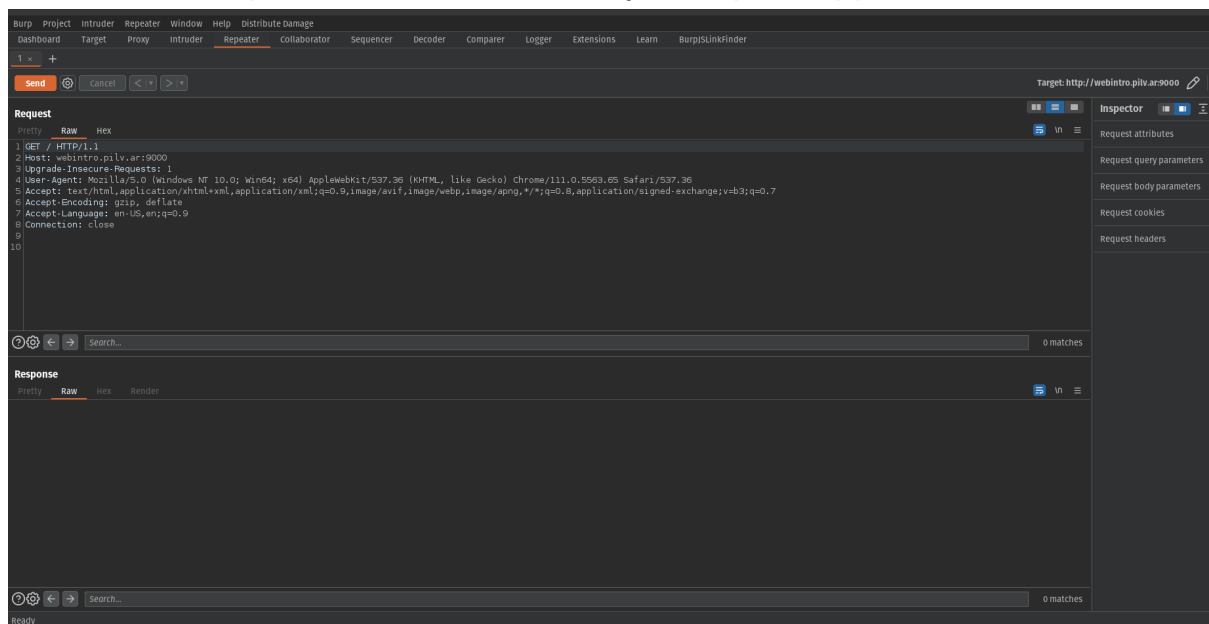 Burp Project Intruder Repeater Window Help Distribute Damage
Dashboard Target Proxy Intruder Repeater Collaborator Sequencer Decoder Comparer Logger Extensions Learn BurpJSLinkFinder
1 × +
Send Cancel < >
Target: http://webintro.pilv.ar:9000
Request
Pretty Raw Hex
\n
1 GET / HTTP/1.1
2 Host: webintro.pilv.ar:9000
3 Upgrade-Insecure-Requests: 1
4 User-Agent: Mozilla/5.0 (Windows NT 10.0; Win64; x64) AppleWebKit/537.36 (KHTML, like Gecko) Chrome/111.0.5563.65 Safari/537.36
5 Accept: text/html,application/xhtml+xml,application/xml;q=0.9,image/avif,image/webp,image/apng,*/*;q=0.8,application/signed-exchange;v=b3;q=0.7
6 Accept-Encoding: gzip, deflate
7 Accept-Language: en-US,en;q=0.9
8 Connection: close
9
10
Search...
0 matches
Response
Pretty Raw Hex Render
\n
Search...
0 matches
Ready
Inspector
Request attributes
Request query parameters
Request body parameters
Request cookies
Request headers